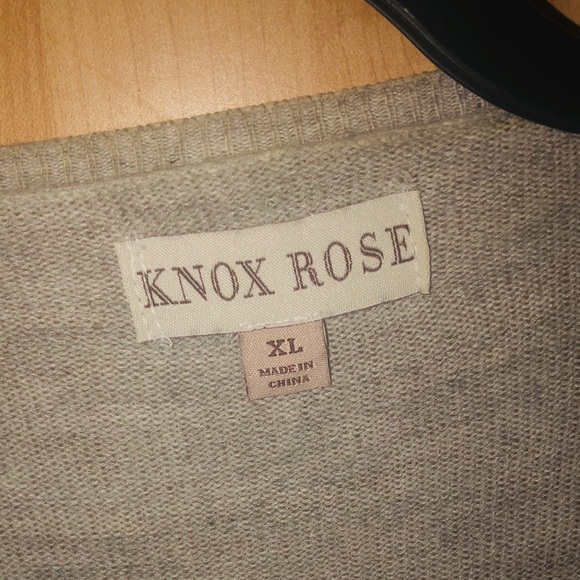 KNOX ROSE
XL
MADE IN
CHINA